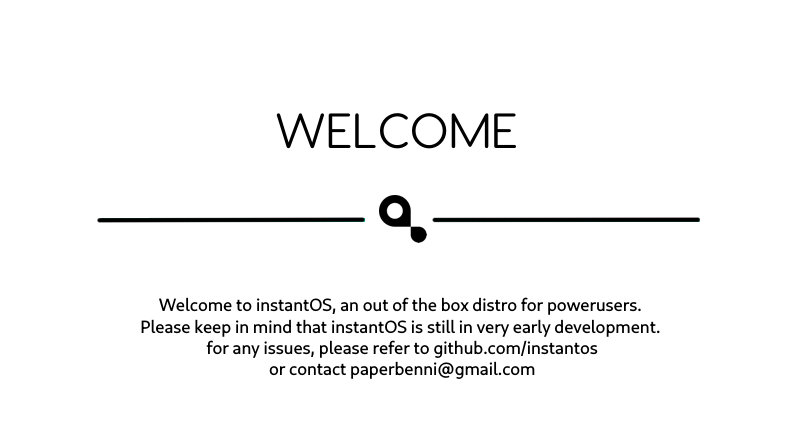 WELCOME
Welcome to instantOS, an out of the box distro for powerusers.
Please keep in mind that instantOS is still in very early development.
for any issues, please refer to github.com/instantos
or contact paperbenni@gmail.com